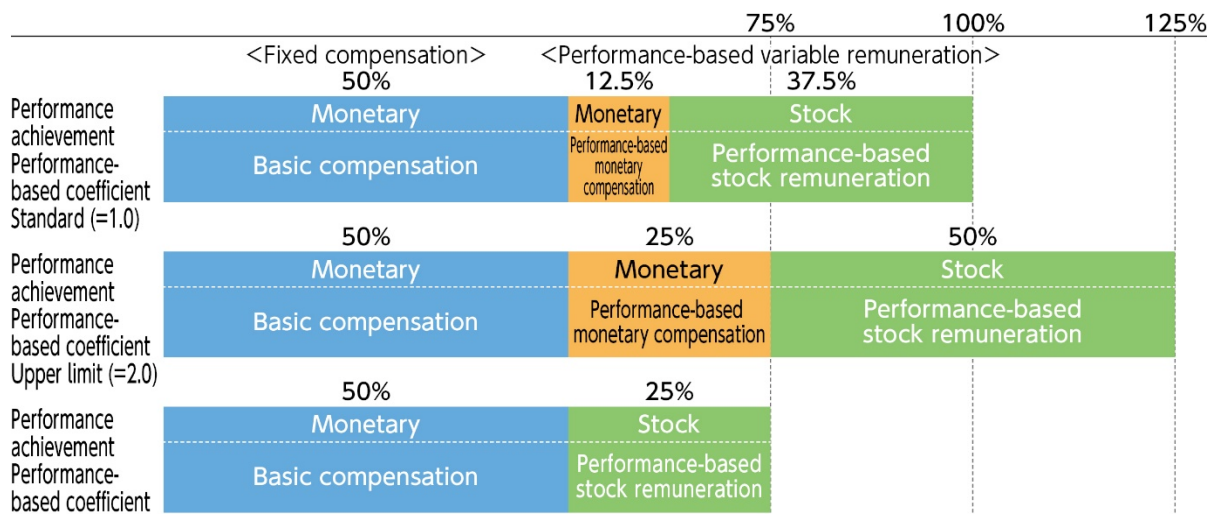 75% 100% 125%
<Fixed compensation> <Performance-based variable remuneration>
50% 12.5% 37.5%
Performance
achievement
Performance-
based coefficient
Standard (=1.0)
Monetary Monetary Stock
Basic compensation
Performance-based
monetary
compensation
Performance-based
stock remuneration
50% 25% 50%
Performance
achievement
Performance-
based coefficient
Upper limit (=2.0)
Monetary Monetary Stock
Basic compensation
Performance-based
monetary compensation
Performance-based
stock remuneration
50% 25%
Performance
achievement
Performance-
based coefficient
Monetary Stock
Basic compensation
Performance-based
stock remuneration